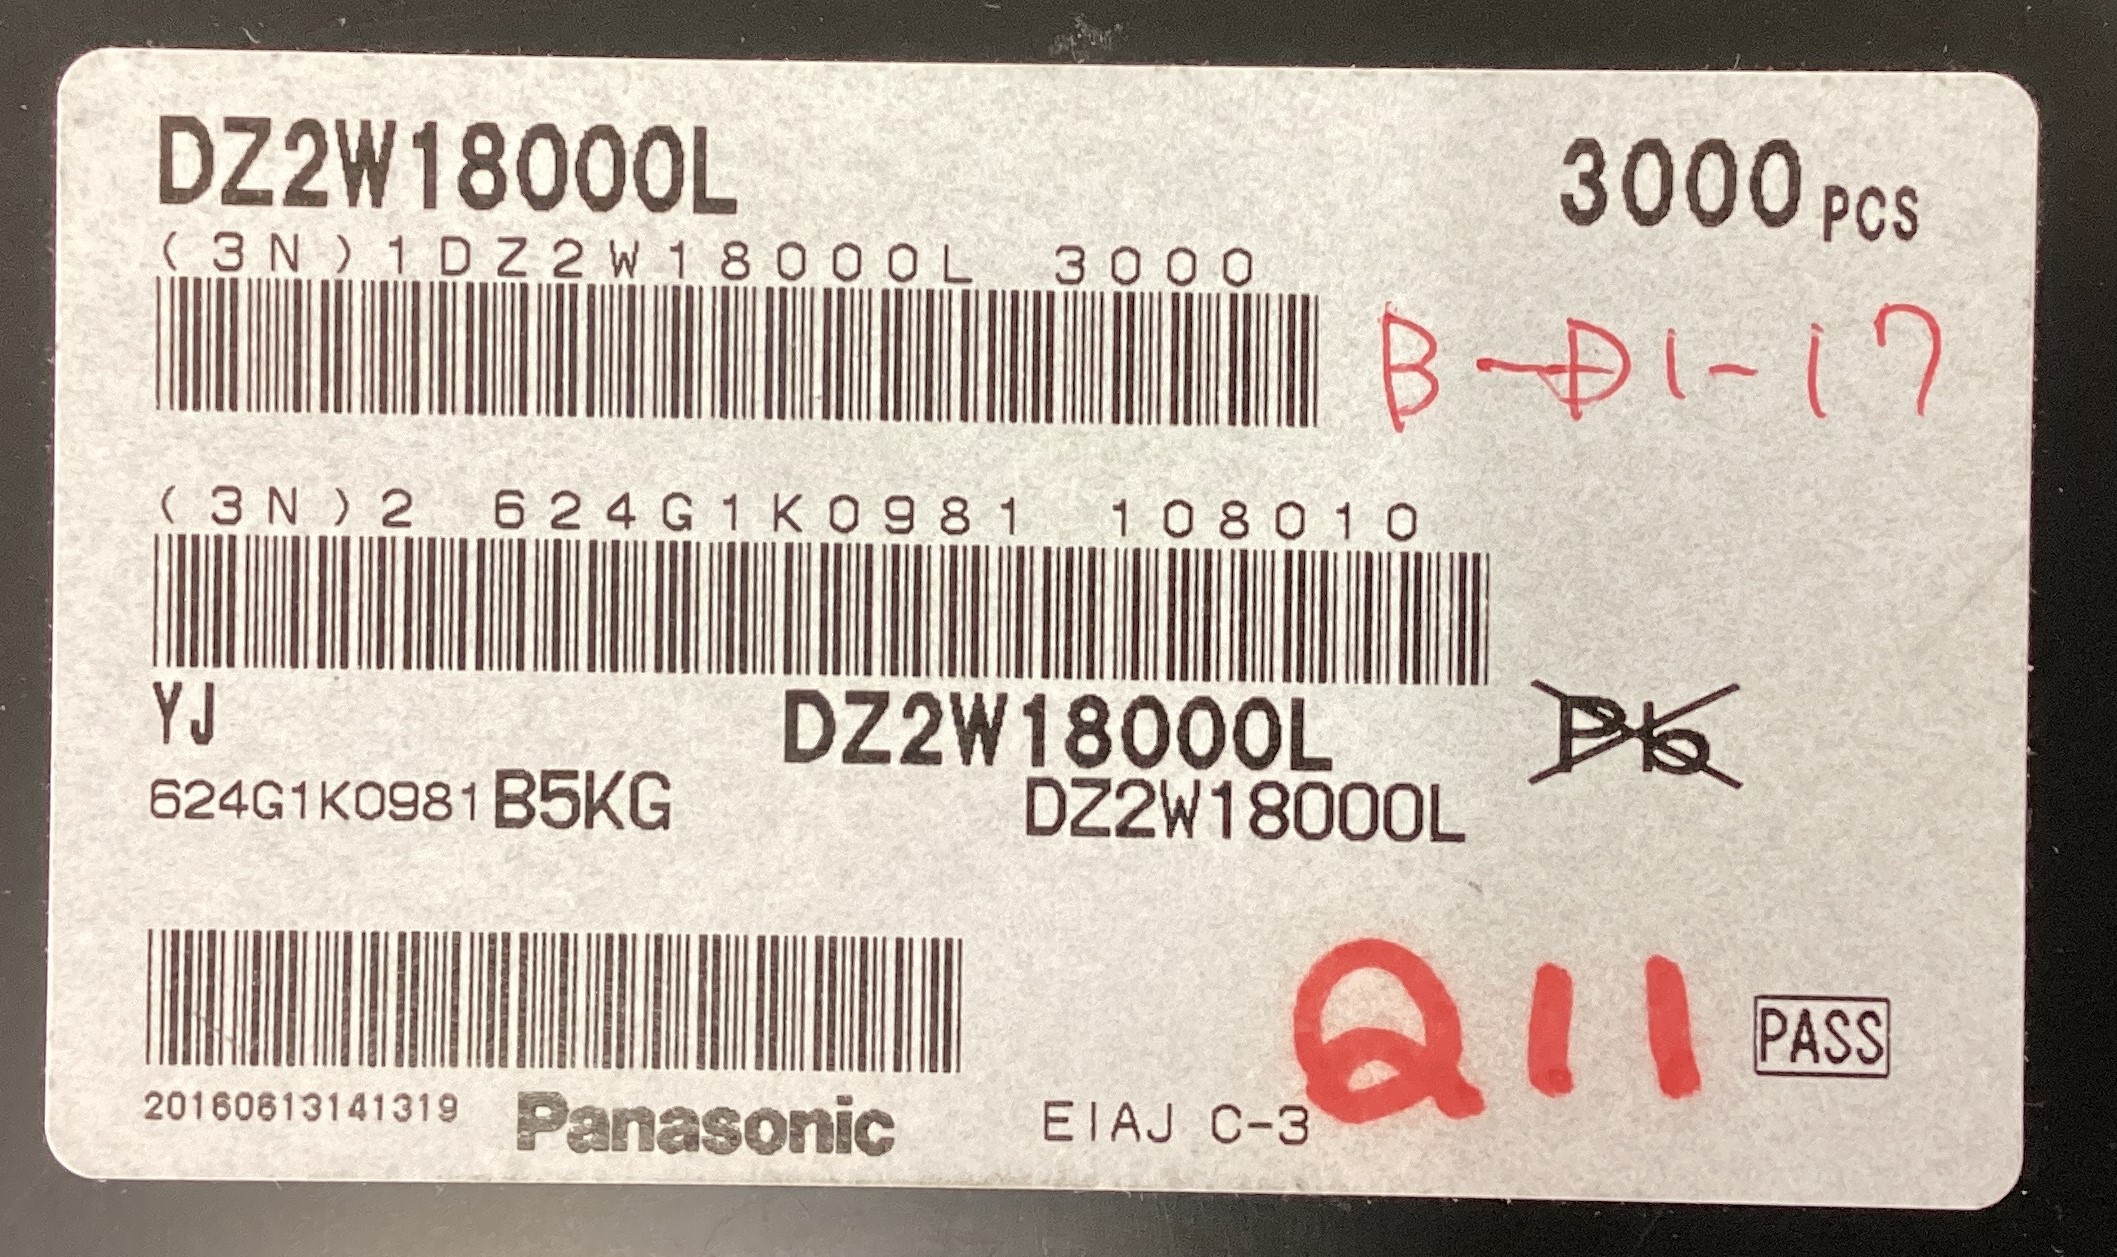 DZ2W18000L 3000 PCS
(3N)1DZ2W18000L 3000
B-D1-17
(3N)2 624G1K0981 108010
YJ DZ2W18000L Pb
624G1K0981 B5KG DZ2W18000L
Q11 PASS
20160613141319 Panasonic EIAJ C-3